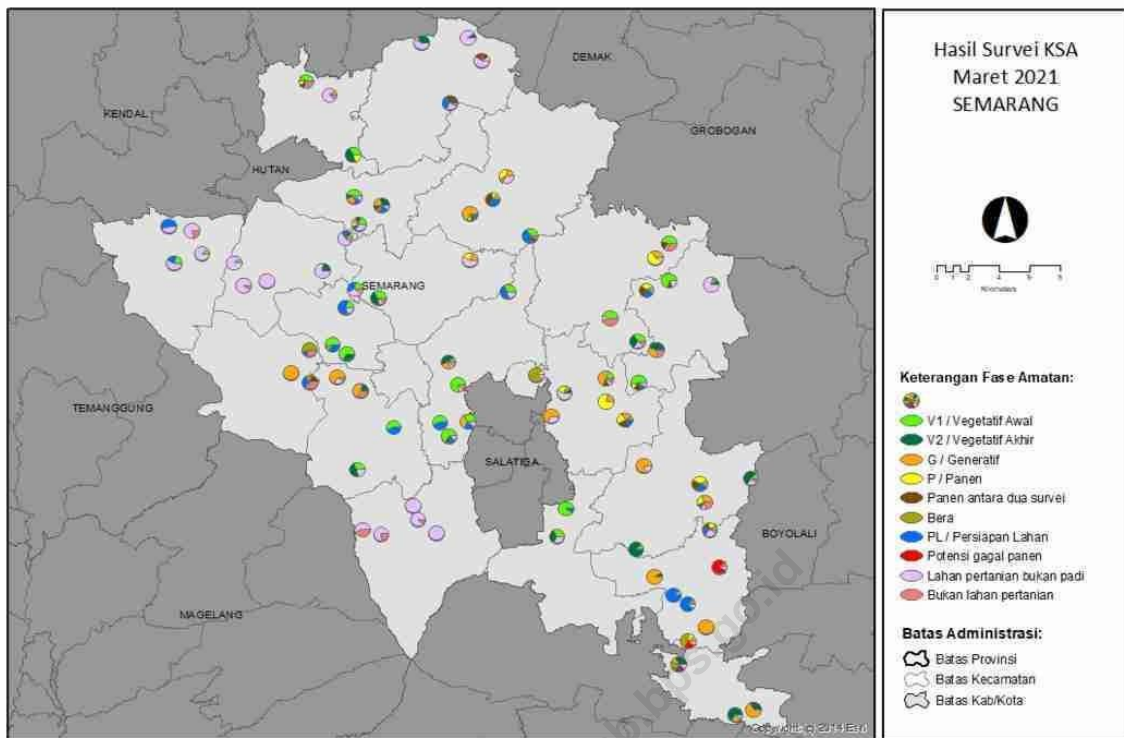 Hasil Survei KSA
Maret 2021
SEMARANG
DEMAK
KENDAL
GROBOGAN
HUTAN
SEMARANG
TEMANGGUNG
SALATIGA
BOYOLALI
MAGELANG
Kilometers
Keterangan Fase Amatan:
V1 / Vegetatif Awal
V2 / Vegetatif Akhir
G / Generatif
P / Panen
Panen antara dua survei
Bera
PL / Persiapan Lahan
Potensi gagal panen
Lahan pertanian bukan padi
Bukan lahan pertanian
Batas Administrasi:
Batas Provinsi
Batas Kecamatan
Batas Kab/Kota